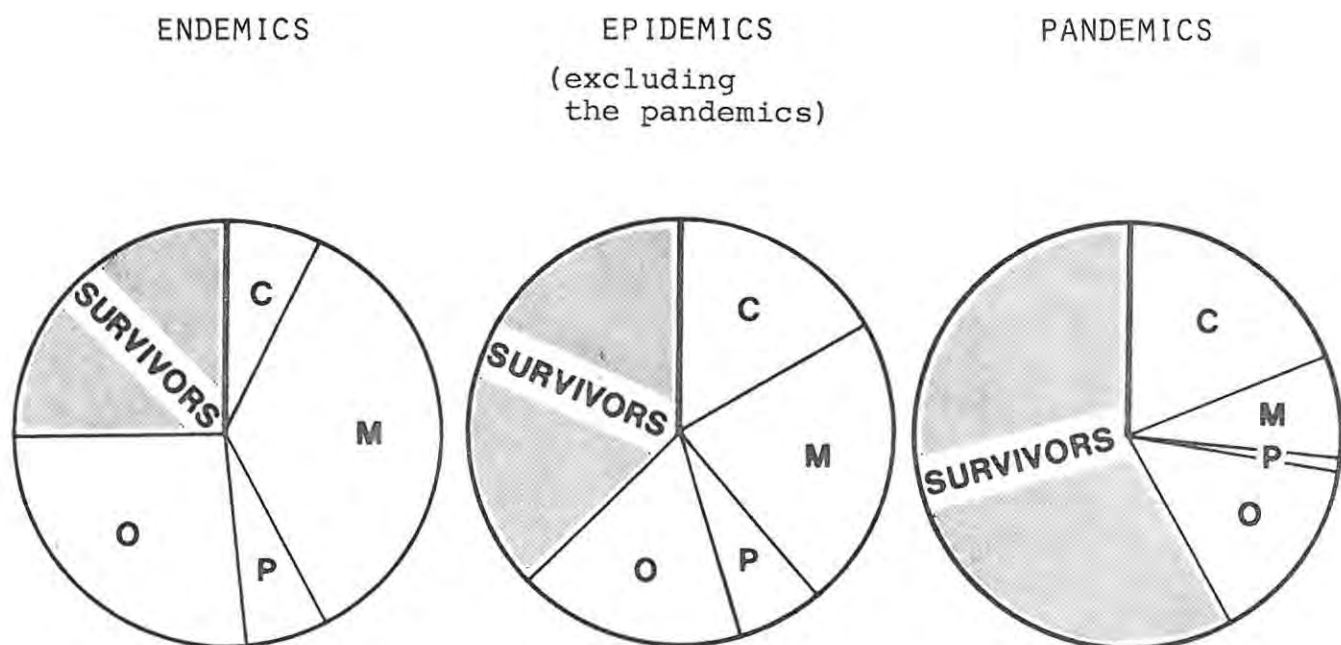 ENDEMICS
EPIDEMICS
(excluding
the pandemics)
PANDEMICS
SURVIVORS
C
M
P
O
SURVIVORS
C
M
P
O
SURVIVORS
C
M
P
O